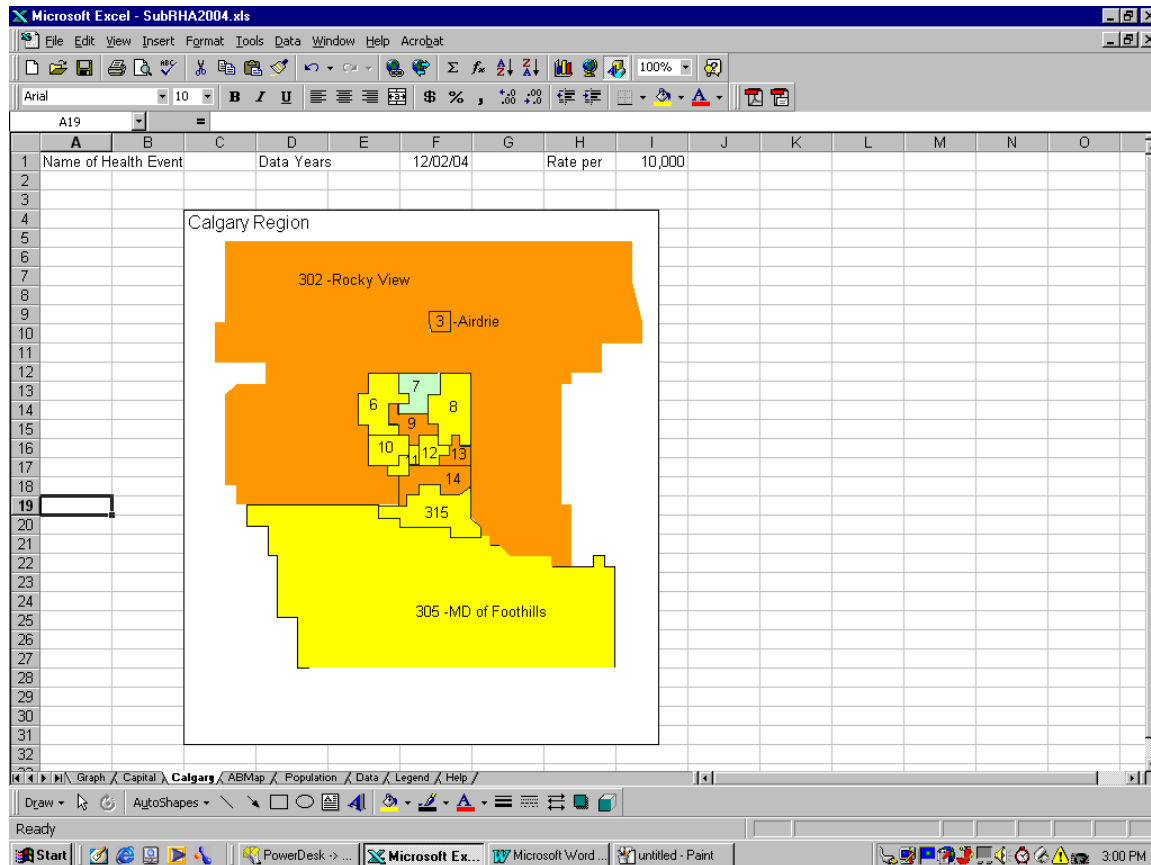 Microsoft Excel - SubRHA2004.xls
File Edit View Insert Format Tools Data Window Help Acrobat
100%
Arial 10 B I U $ % ,
A19 =
A B C D E F G H I J K L M N O
1 Name of Health Event Data Years 12/02/04 Rate per 10,000
2
3
4
Calgary Region
5
6
7
302 -Rocky View
8
9
3 -Airdrie
10
11
12
13
7
14
6 8
15
9
16
10 12 13
17
18
14
19
20
315
21
22
23
24
25
305 -MD of Foothills
26
27
28
29
30
31
32
Graph Capital Calgary ABMap Population Data Legend Help
Draw AutoShapes
Ready
Start PowerDesk -> ... Microsoft Ex... Microsoft Word ... untitled - Paint 3:00 PM